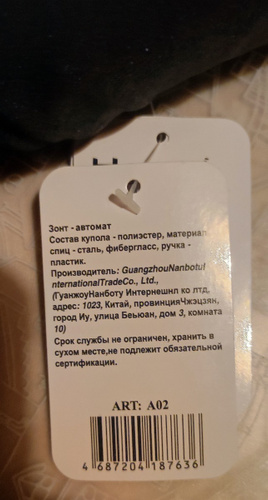 Зонт - автомат
Состав купола - полиэстер, материал
спиц - сталь, фибергласс, ручка -
пластик.
Производитель: GuangzhouNanbotuI
nternationalTradeCo., Ltd.,
(ГуанжоуНанботу Интернешнл ко лтд,
адрес: 1023, Китай, провинцияЧжэцзян,
город Иу, улица Беьюан, дом 3, комната
10)
Срок службы не ограничен, хранить в
сухом месте,не подлежит обязательной
сертификации.
ART: A02
4 687204 187636